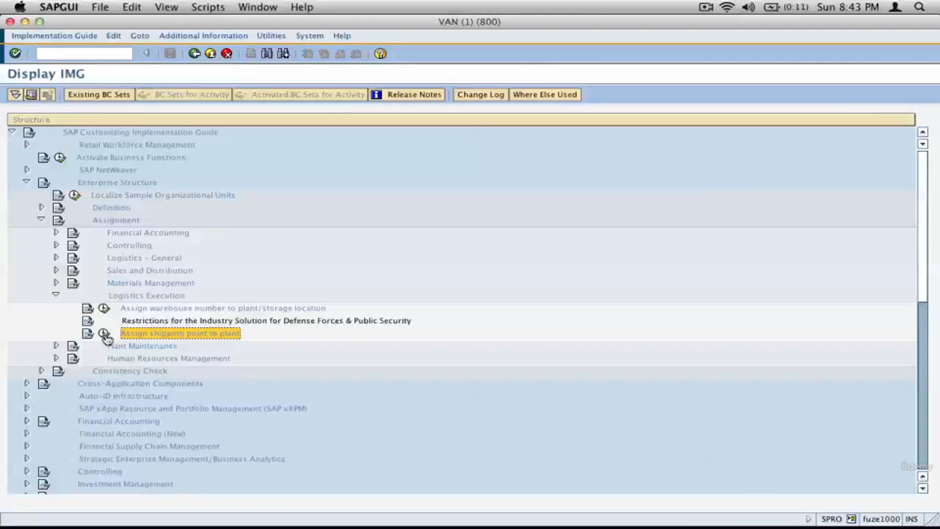 SAPGUI File Edit View Scripts Window Help (0:11) Sun 8:43 PM
VAN (1) (800)
Implementation Guide Edit Goto Additional Information Utilities System Help
Display IMG
Existing BC Sets BC Sets for Activity Activated BC Sets for Activity Release Notes Change Log Where Else Used
Structure
SAP Customizing Implementation Guide
Retail Workforce Management
Activate Business Functions
SAP NetWeaver
Enterprise Structure
Localize Sample Organizational Units
Definition
Assignment
Financial Accounting
Controlling
Logistics - General
Sales and Distribution
Materials Management
Logistics Execution
Assign warehouse number to plant/storage location
Restrictions for the Industry Solution for Defense Forces & Public Security
Assign shipping point to plant
Plant Maintenance
Human Resources Management
Consistency Check
Cross-Application Components
Auto-ID Infrastructure
SAP xApp Resource and Portfolio Management (SAP xRPM)
Financial Accounting
Financial Accounting (New)
Financial Supply Chain Management
Strategic Enterprise Management/Business Analytics
Controlling
Investment Management
Udemy
SPRO fuze1000 INS